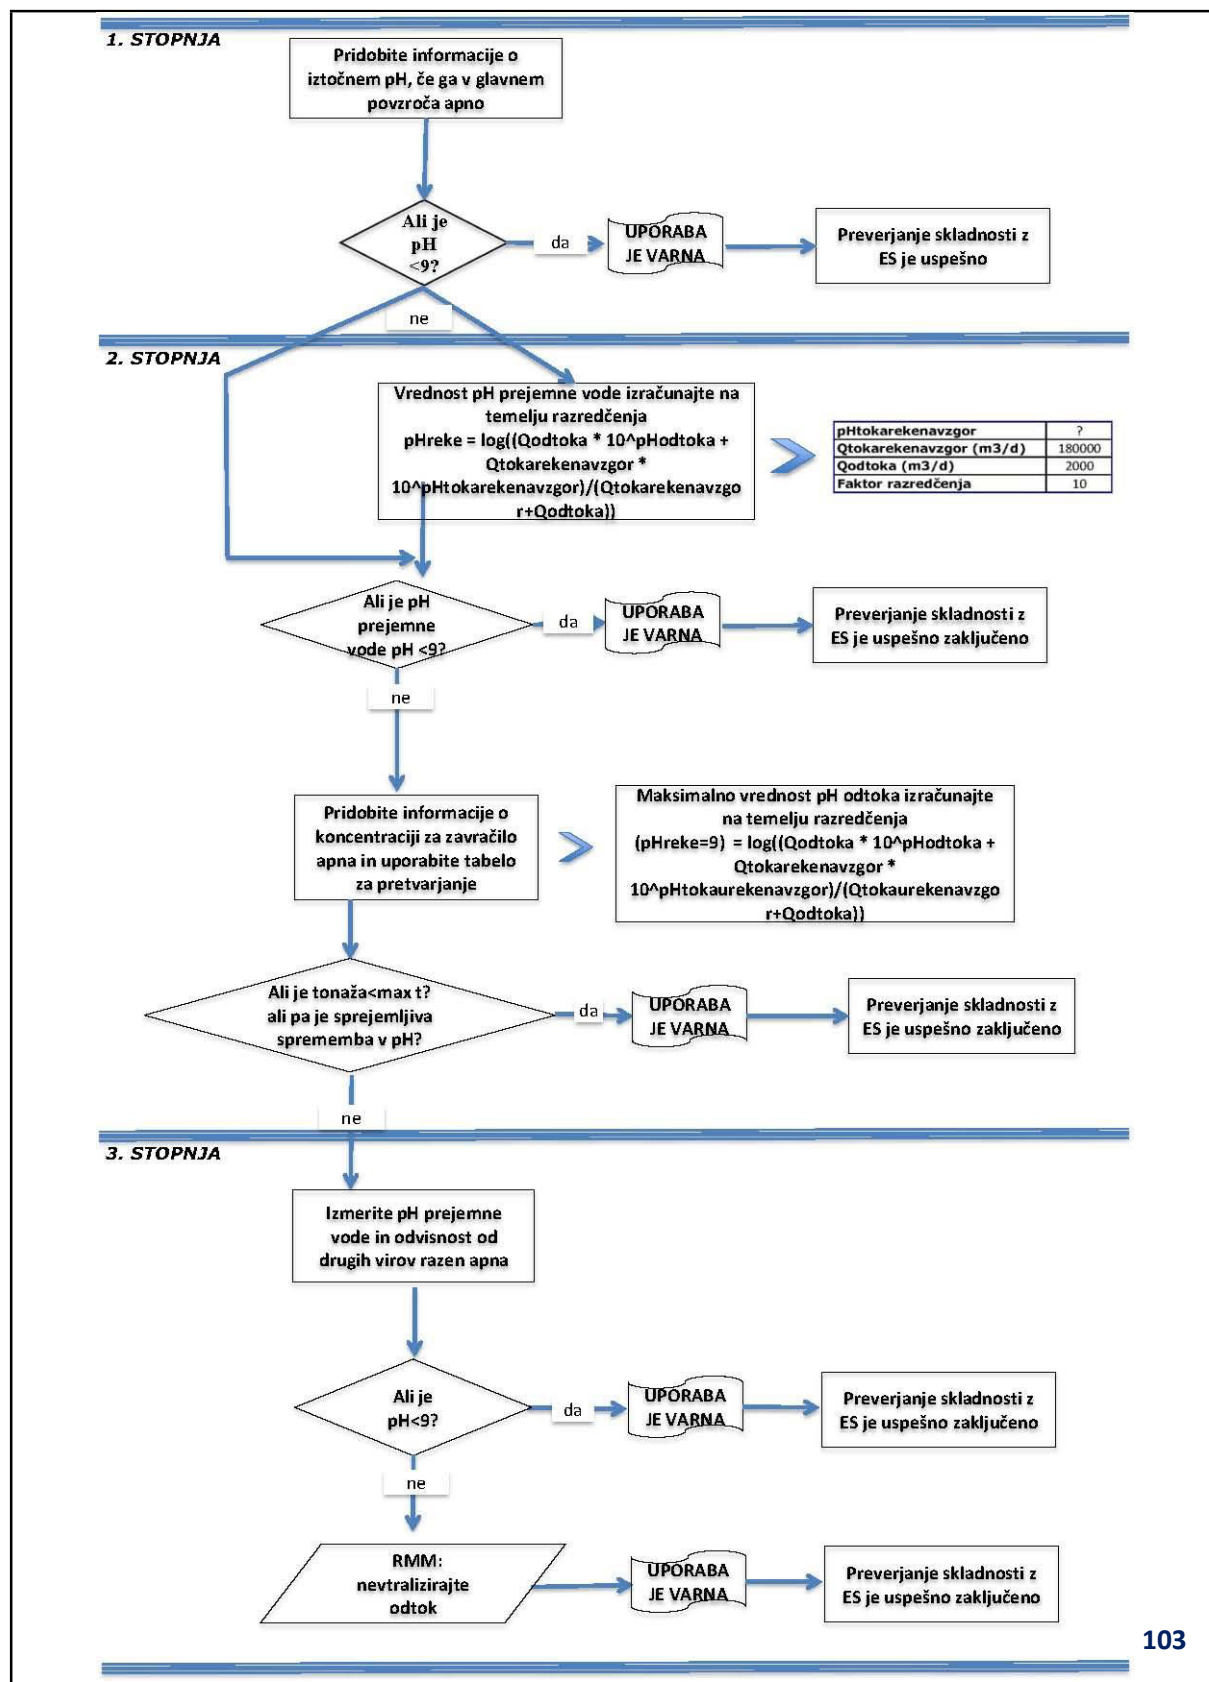 1. STOPNJA
Pridobite informacije o
iztočnem pH, če ga v glavnem
povzroča apno
Ali je
pH
<9?
da
UPORABA
JE VARNA
Preverjanje skladnosti z
ES je uspešno
ne
2. STOPNJA
Vrednost pH prejemne vode izračunajte na
temelju razredčenja
pHreke = log((Qodtoka * 10^pHodtoka +
Qtokarekenavzgor *
10^pHtokarekenavzgor)/(Qtokarekenavzgo
r+Qodtoka))
pHtokarekenavzgor ?
Qtokarekenavzgor (m3/d) 180000
Qodtoka (m3/d) 2000
Faktor razredčenja 10
Ali je pH
prejemne
vode pH <9?
da
UPORABA
JE VARNA
Preverjanje skladnosti z
ES je uspešno zaključeno
ne
Pridobite informacije o
koncentraciji za zavračilo
apna in uporabite tabelo
za pretvarjanje
Maksimalno vrednost pH odtoka izračunajte
na temelju razredčenja
(pHreke=9) = log((Qodtoka * 10^pHodtoka +
Qtokarekenavzgor *
10^pHtokaurekenavzgor)/(Qtokaurekenavzgo
r+Qodtoka))
Ali je tonaža<max t?
ali pa je sprejemljiva
sprememba v pH?
da
UPORABA
JE VARNA
Preverjanje skladnosti z
ES je uspešno zaključeno
ne
3. STOPNJA
Izmerite pH prejemne
vode in odvisnost od
drugih virov razen apna
Ali je
pH<9?
da
UPORABA
JE VARNA
Preverjanje skladnosti z
ES je uspešno zaključeno
ne
RMM:
nevtralizirajte
odtok
UPORABA
JE VARNA
Preverjanje skladnosti z
ES je uspešno zaključeno
103